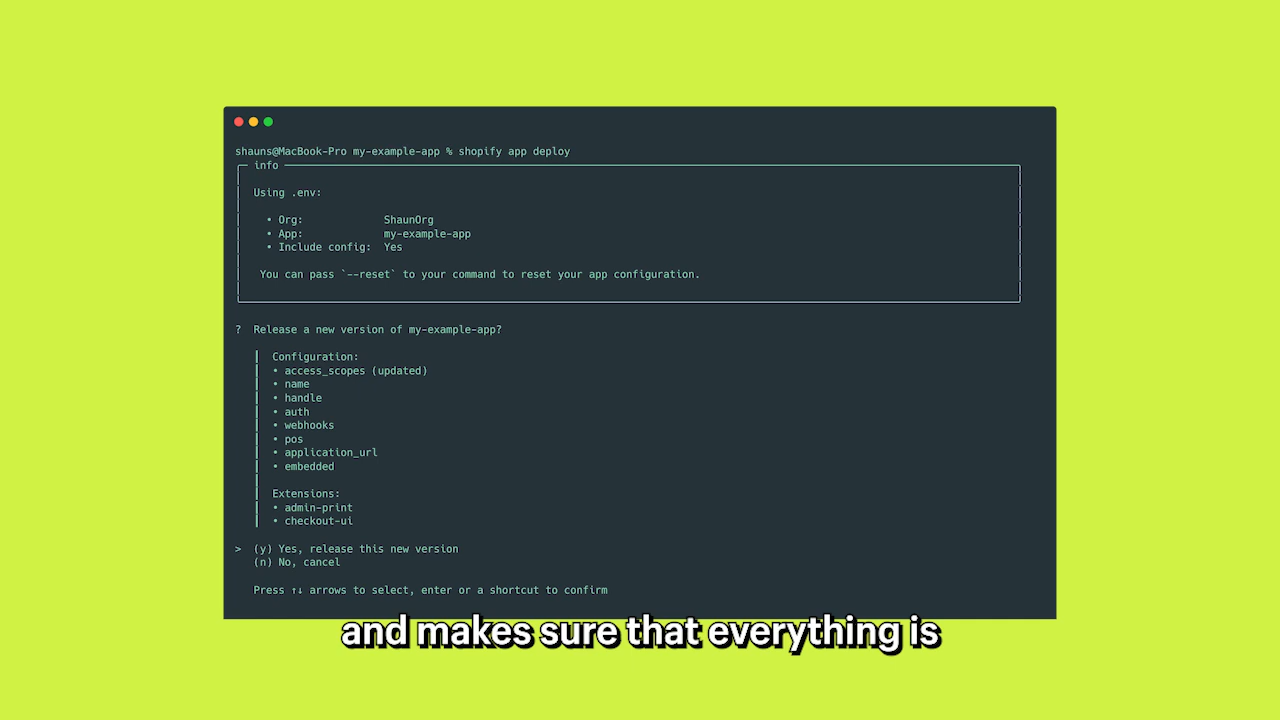 shauns@MacBook-Pro my-example-app % shopify app deploy
info
Using .env:
• Org: ShaunOrg
• App: my-example-app
• Include config: Yes
You can pass `--reset` to your command to reset your app configuration.
? Release a new version of my-example-app?
Configuration:
• access_scopes (updated)
• name
• handle
• auth
• webhooks
• pos
• application_url
• embedded
Extensions:
• admin-print
• checkout-ui
> (y) Yes, release this new version
(n) No, cancel
Press ↑↓ arrows to select, enter or a shortcut to confirm
and makes sure that everything is